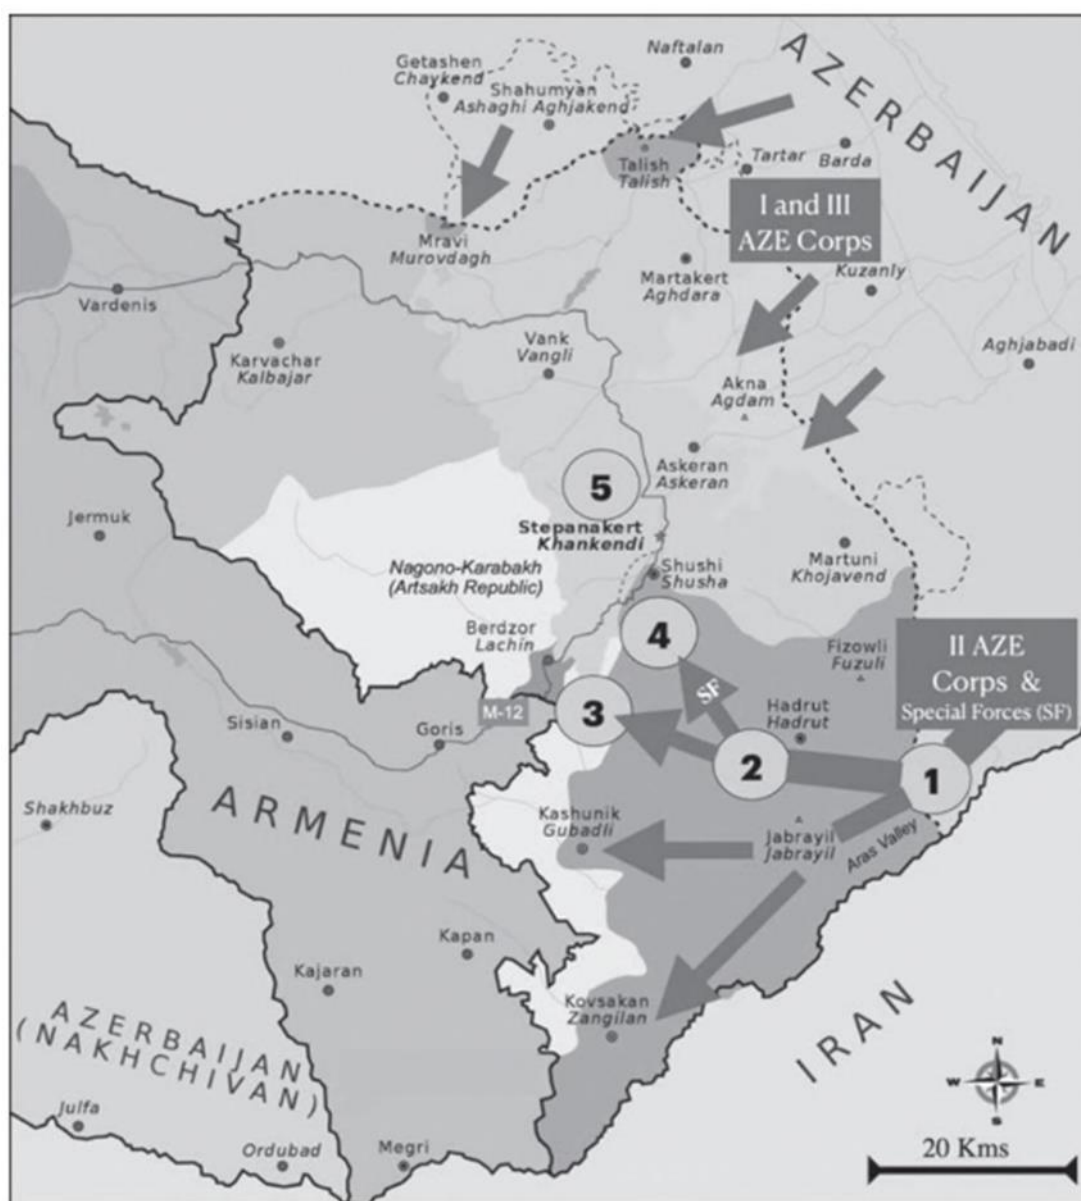 Naftalan
Getashen
Chaykend
Shahumyan
Ashaghi Aghjakend
AZERBAIJAN
Talish
Talish
Tartar
Barda
I and III
AZE Corps
Mravi
Murovdagh
Martakert
Aghdara
Kuzanly
Vardenis
Karvachar
Kalbajar
Vank
Vangli
Aghjabadi
Akna
Agdam
Askeran
Askeran
5
Jermuk
Stepanakert
Khankendi
Nagono-Karabakh
(Artsakh Republic)
Shushi
Shusha
Martuni
Khojavend
Berdzor
Lachin
4
Fizowli
Fuzuli
II AZE
Corps &
Special Forces (SF)
SF
M-12
3
Hadrut
Hadrut
Sisian
Goris
2
1
Shakhbuz
ARMENIA
Kashunik
Gubadli
Jabrayil
Jabrayil
Aras Valley
Kapan
Kajaran
Kovsakan
Zangilan
IRAN
AZERBAIJAN
(NAKHCHIVAN)
Julfa
Ordubad
Megri
N
W
E
S
20 Kms